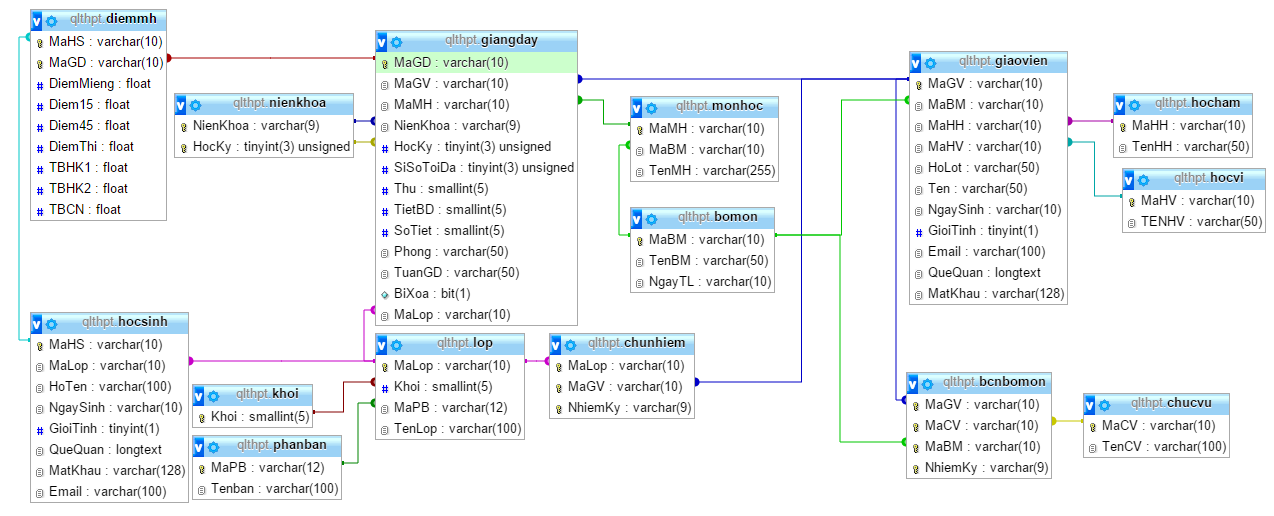 v qlthpt.diemmh
MaHS : varchar(10)
MaGD : varchar(10)
# DiemMieng : float
# Diem15 : float
# Diem45 : float
# DiemThi : float
# TBHK1 : float
# TBHK2 : float
# TBCN : float
v qlthpt.nienkhoa
NienKhoa : varchar(9)
HocKy : tinyint(3) unsigned
v qlthpt.giangday
MaGD : varchar(10)
MaGV : varchar(10)
MaMH : varchar(10)
NienKhoa : varchar(9)
# HocKy : tinyint(3) unsigned
# SiSoToiDa : tinyint(3) unsigned
# Thu : smallint(5)
# TietBD : smallint(5)
# SoTiet : smallint(5)
Phong : varchar(50)
TuanGD : varchar(50)
BiXoa : bit(1)
MaLop : varchar(10)
v qlthpt.monhoc
MaMH : varchar(10)
MaBM : varchar(10)
TenMH : varchar(255)
v qlthpt.bomon
MaBM : varchar(10)
TenBM : varchar(50)
NgayTL : varchar(10)
v qlthpt.giaovien
MaGV : varchar(10)
MaBM : varchar(10)
MaHH : varchar(10)
MaHV : varchar(10)
HoLot : varchar(50)
Ten : varchar(50)
NgaySinh : varchar(10)
# GioiTinh : tinyint(1)
Email : varchar(100)
QueQuan : longtext
MatKhau : varchar(128)
v qlthpt.hocham
MaHH : varchar(10)
TenHH : varchar(50)
v qlthpt.hocvi
MaHV : varchar(10)
TENHV : varchar(50)
v qlthpt.hocsinh
MaHS : varchar(10)
MaLop : varchar(10)
HoTen : varchar(100)
NgaySinh : varchar(10)
# GioiTinh : tinyint(1)
QueQuan : longtext
MatKhau : varchar(128)
Email : varchar(100)
v qlthpt.khoi
Khoi : smallint(5)
v qlthpt.phanban
MaPB : varchar(12)
Tenban : varchar(100)
v qlthpt.lop
MaLop : varchar(10)
# Khoi : smallint(5)
MaPB : varchar(12)
TenLop : varchar(100)
v qlthpt.chunhiem
MaLop : varchar(10)
MaGV : varchar(10)
NhiemKy : varchar(9)
v qlthpt.bcnbomon
MaGV : varchar(10)
MaCV : varchar(10)
MaBM : varchar(10)
NhiemKy : varchar(9)
v qlthpt.chucvu
MaCV : varchar(10)
TenCV : varchar(100)